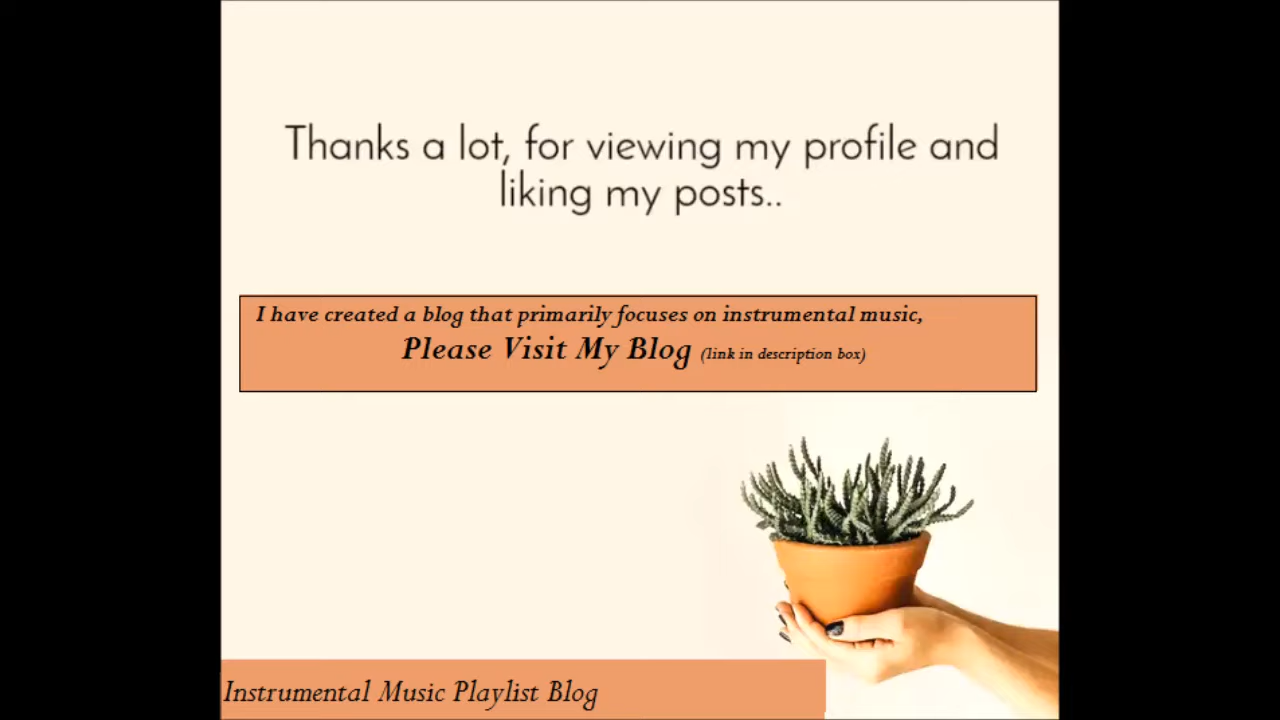 Thanks a lot, for viewing my profile and
liking my posts..
I have created a blog that primarily focuses on instrumental music,
Please Visit My Blog (link in description box)
Instrumental Music Playlist Blog